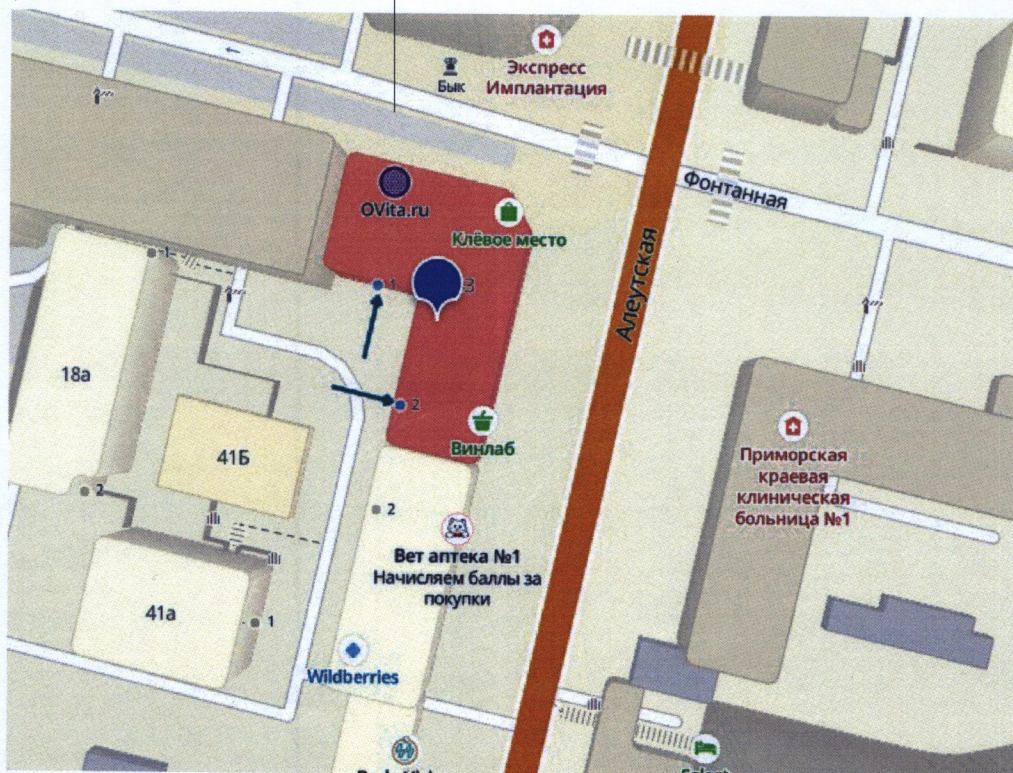 Экспресс
Имплантация
Бык
OVita.ru
Клёвое место
Фонтанная
Алеутская
1
1
3
18а
2
41Б
Винлаб
Приморская
краевая
клиническая
больница №1
2
2
Вет аптека №1
Начисляем баллы за
покупки
41а
1
Wildberries